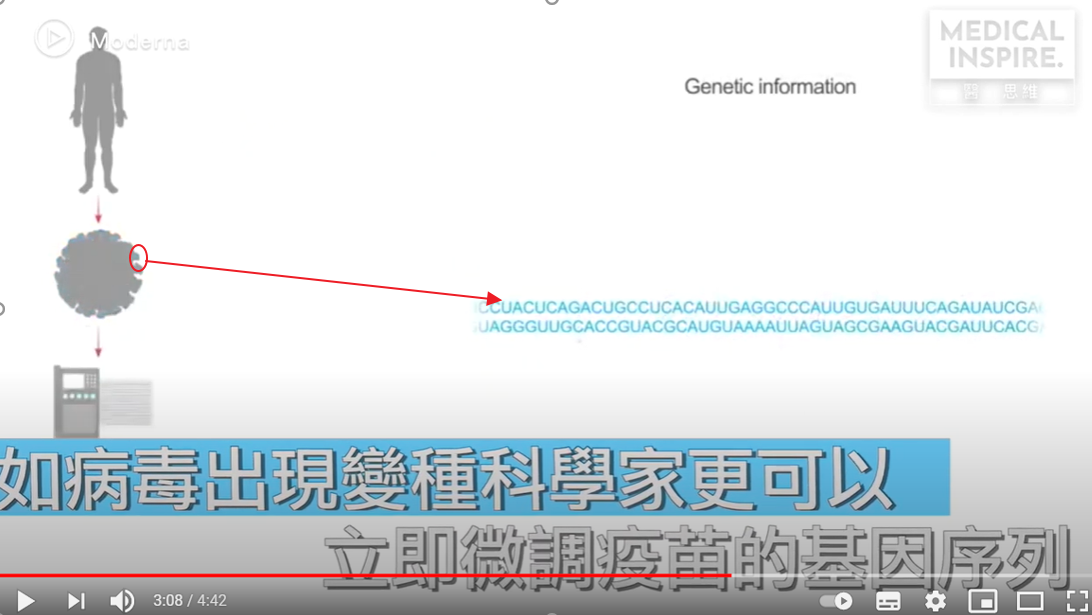 Moderna
MEDICAL
INSPIRE.
醫 思維
Genetic information
CCUACUCAGACUGCCUCACAUUGAGGCCCAUUGUGAUUUCAGAUAUCGA
UAGGGUUGCACCGUACGCAUGUAAAAUUAGUAGCGAAGUACGAUUCACG
如病毒出現變種科學家更可以
立即微調疫苗的基因序列
3:08 / 4:42